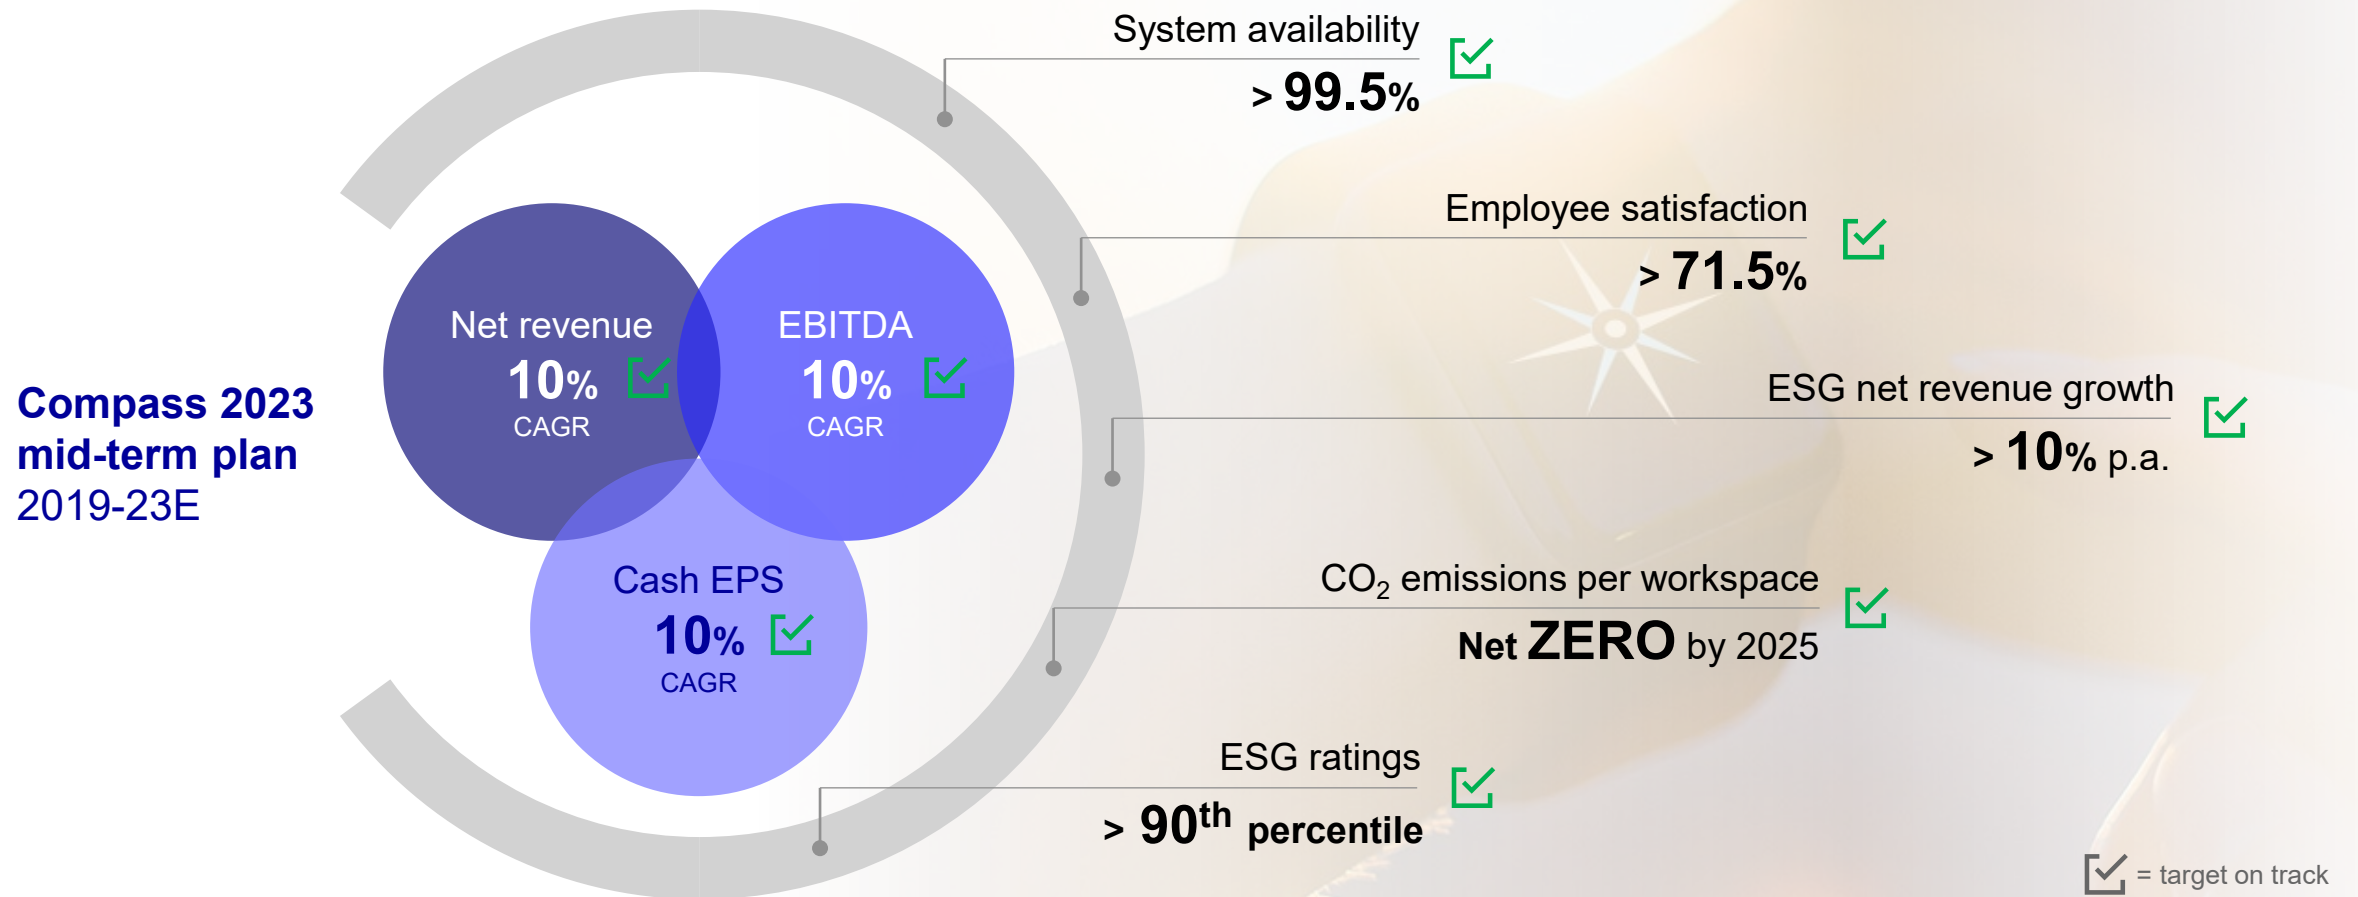 Compass 2023
mid-term plan
2019-23E
Net revenue
10%
CAGR
EBITDA
10%
CAGR
Cash EPS
10%
CAGR
System availability
> 99.5%
Employee satisfaction
> 71.5%
ESG net revenue growth
> 10% p.a.
CO₂ emissions per workspace
Net ZERO by 2025
ESG ratings
> 90th percentile
= target on track